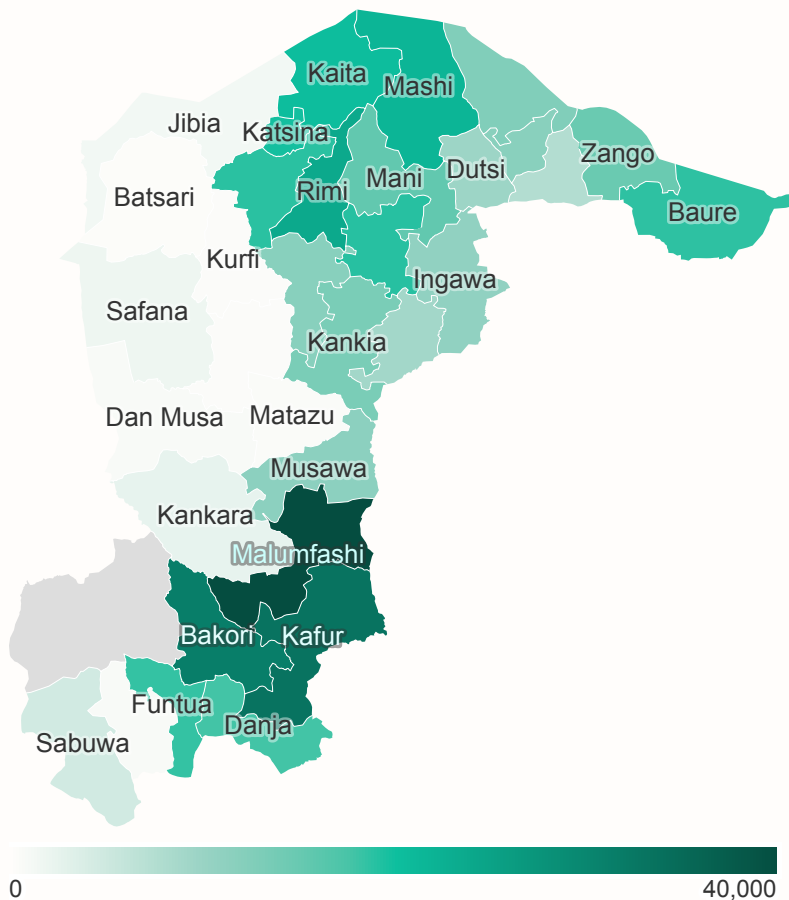 Kaita
Mashi
Jibia
Katsina
Zango
Dutsi
Mani
Rimi
Batsari
Baure
Kurfi
Ingawa
Safana
Kankia
Dan Musa
Matazu
Musawa
Kankara
Malumfashi
Bakori
Kafur
Funtua
Danja
Sabuwa
0
40,000